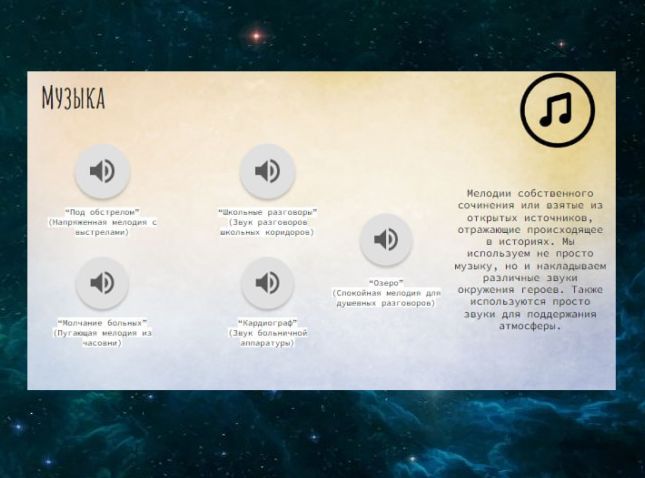 Музыка
“Под обстрелом”
(Напряженная мелодия с
выстрелами)
“Школьные разговоры”
(Звук разговоров
школьных коридоров)
“Молчание больных”
(Пугающая мелодия из
часовни)
“Кардиограф”
(Звук больничной
аппаратуры)
“Озеро”
(Спокойная мелодия для
душевных разговоров)
Мелодии собственного
сочинения или взятые из
открытых источников,
отражающие происходящее
в историях. Мы
используем не просто
музыку, но и накладываем
различные звуки
окружения героев. Также
используются просто
звуки для поддержания
атмосферы.